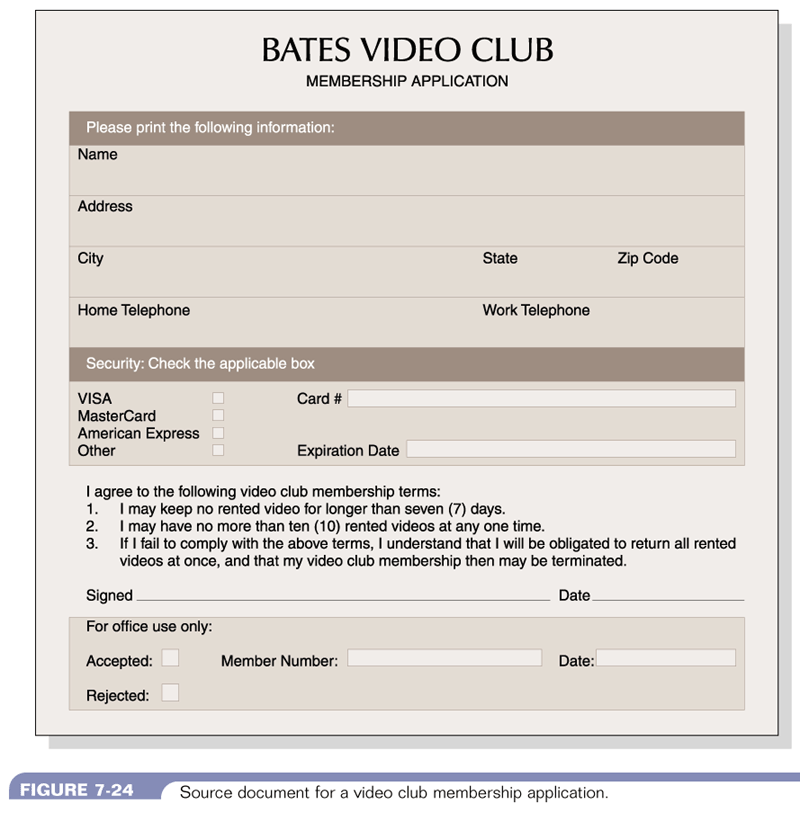 BATES VIDEO CLUB
MEMBERSHIP APPLICATION
Please print the following information:
Name
Address
City State Zip Code
Home Telephone Work Telephone
Security: Check the applicable box
VISA Card #
MasterCard
American Express
Other Expiration Date
I agree to the following video club membership terms:
1. I may keep no rented video for longer than seven (7) days.
2. I may have no more than ten (10) rented videos at any one time.
3. If I fail to comply with the above terms, I understand that I will be obligated to return all rented
videos at once, and that my video club membership then may be terminated.
Signed Date
For office use only:
Accepted: Member Number: Date:
Rejected:
FIGURE 7-24 Source document for a video club membership application.